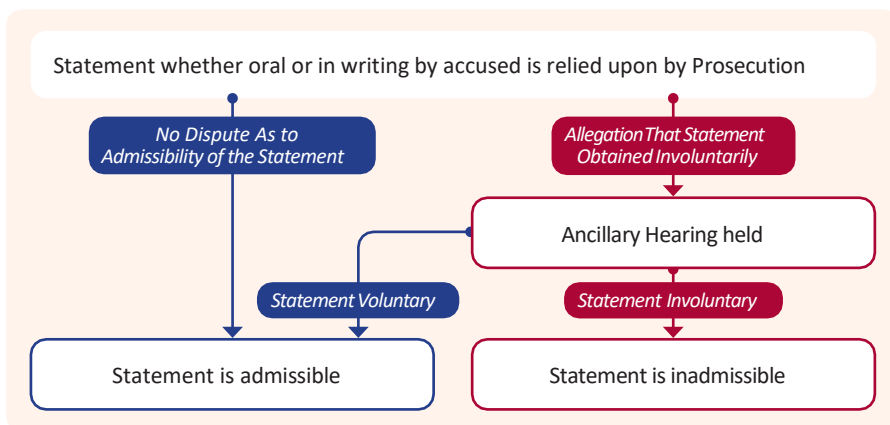 Statement whether oral or in writing by accused is relied upon by Prosecution
No Dispute As to
Admissibility of the Statement
Allegation That Statement
Obtained Involuntarily
Ancillary Hearing held
Statement Voluntary
Statement Involuntary
Statement is admissible
Statement is inadmissible